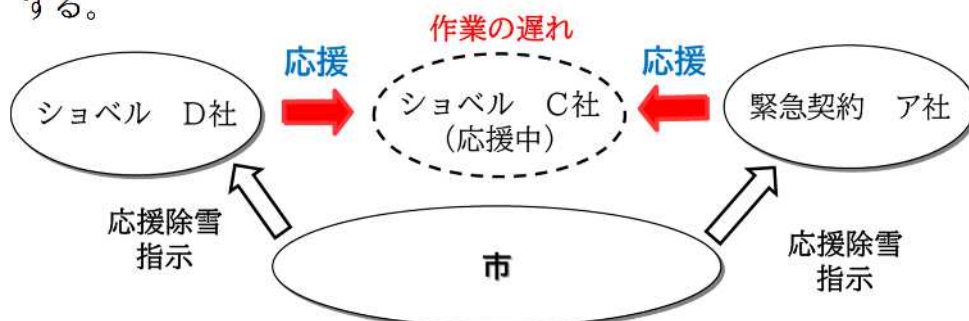 する。
作業の遅れ
応援
応援
ショベル　D社
ショベル　C社
（応援中）
緊急契約　ア社
応援除雪
指示
市
応援除雪
指示